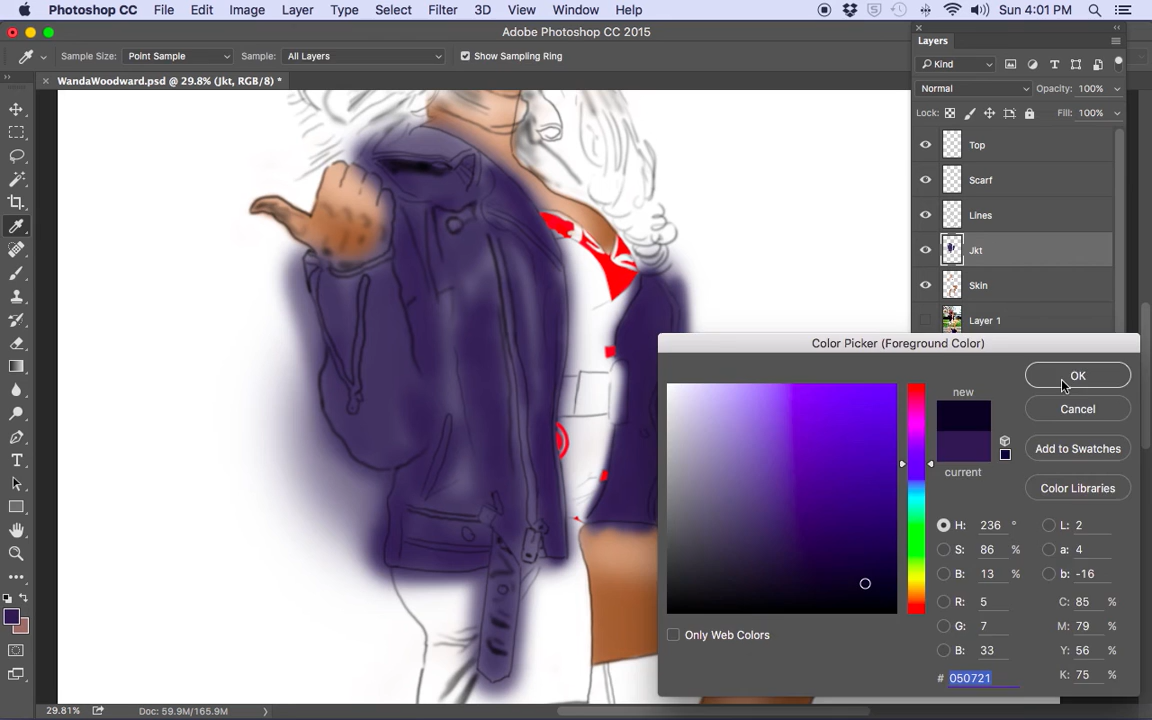 Photoshop CC File Edit Image Layer Type Select Filter 3D View Window Help Sun 4:01 PM
Adobe Photoshop CC 2015
Sample Size: Point Sample Sample: All Layers Show Sampling Ring
WandaWoodward.psd @ 29.8% (Jkt, RGB/8) *
Layers
Kind
Normal Opacity: 100%
Lock: Fill: 100%
Top
Scarf
Lines
Jkt
Skin
Layer 1
Color Picker (Foreground Color)
OK
new
Cancel
Add to Swatches
current
Color Libraries
H: 236 ° L: 2
S: 86 % a: 4
B: 13 % b: -16
R: 5 C: 85 %
G: 7 M: 79 %
Only Web Colors
B: 33 Y: 56 %
# 050721 K: 75 %
29.81% Doc: 59.9M/165.9M